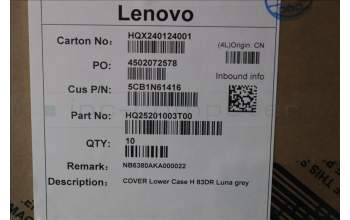 Lenovo
Carton No: HQX240124001
(4L)Origin: CN
PO: 4502072578
Inbound info
Cus P/N: 5CB1N61416
Part No: HQ25201003T00
QTY: 10
Remark: NB6380AKA000022
Description: COVER Lower Case H 83DR Luna grey